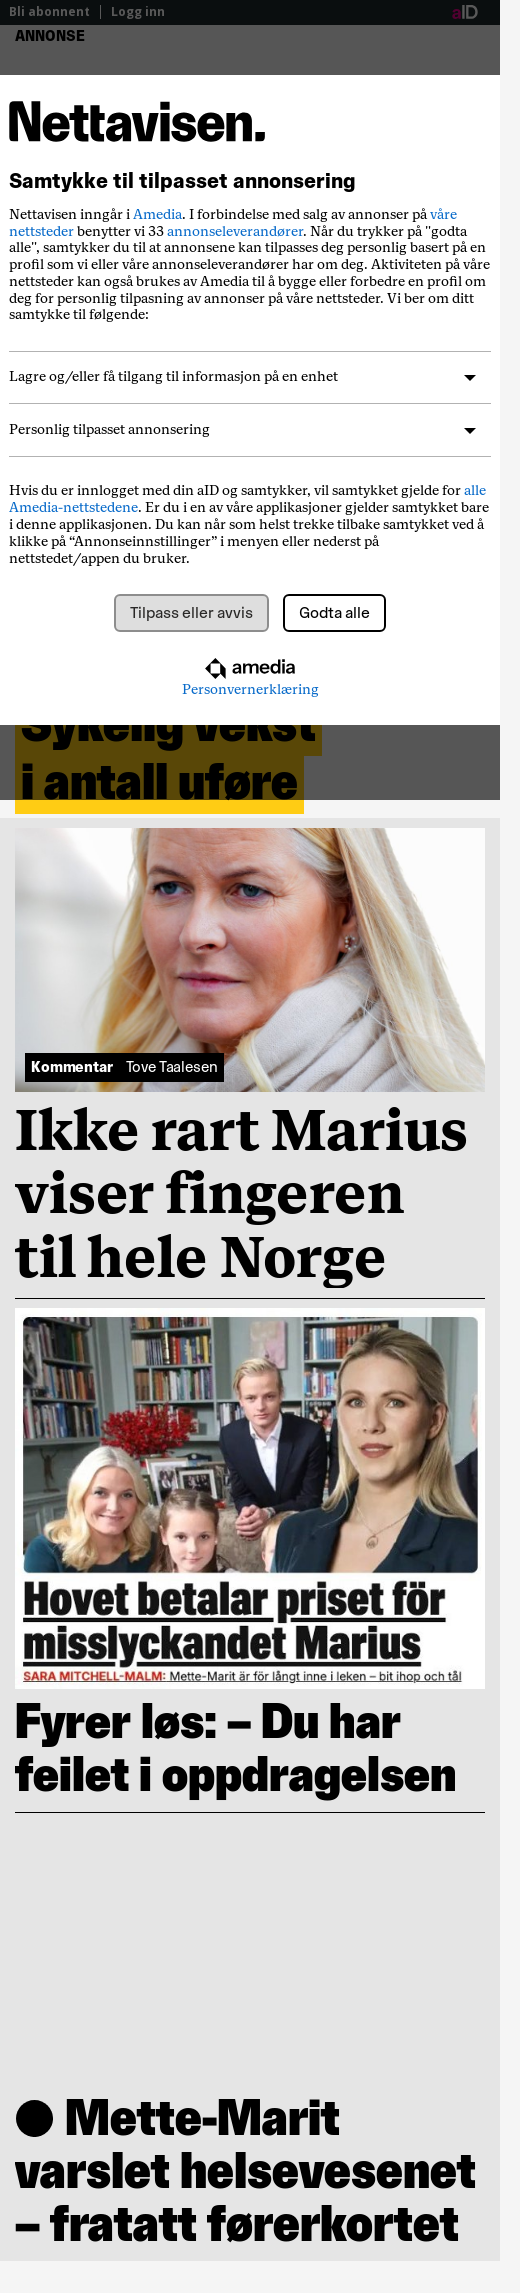 Bli abonnent | Logg inn
aID
ANNONSE
Nettavisen.
Samtykke til tilpasset annonsering
Nettavisen inngår i Amedia. I forbindelse med salg av annonser på våre
nettsteder benytter vi 33 annonseleverandører. Når du trykker på "godta
alle", samtykker du til at annonsene kan tilpasses deg personlig basert på en
profil som vi eller våre annonseleverandører har om deg. Aktiviteten på våre
nettsteder kan også brukes av Amedia til å bygge eller forbedre en profil om
deg for personlig tilpasning av annonser på våre nettsteder. Vi ber om ditt
samtykke til følgende:
Lagre og/eller få tilgang til informasjon på en enhet
Personlig tilpasset annonsering
Hvis du er innlogget med din aID og samtykker, vil samtykket gjelde for alle
Amedia-nettstedene. Er du i en av våre applikasjoner gjelder samtykket bare
i denne applikasjonen. Du kan når som helst trekke tilbake samtykket ved å
klikke på “Annonseinnstillinger” i menyen eller nederst på
nettstedet/appen du bruker.
Tilpass eller avvis
Godta alle
amedia
Personvernerklæring
Sykelig vekst
i antall uføre
Kommentar Tove Taalesen
Ikke rart Marius
viser fingeren
til hele Norge
Hovet betalar priset för
misslyckandet Marius
SARA MITCHELL-MALM: Mette-Marit är för långt inne i leken – bit ihop och tål
Fyrer løs: – Du har
feilet i oppdragelsen
● Mette-Marit
varslet helsevesenet
– fratatt førerkortet